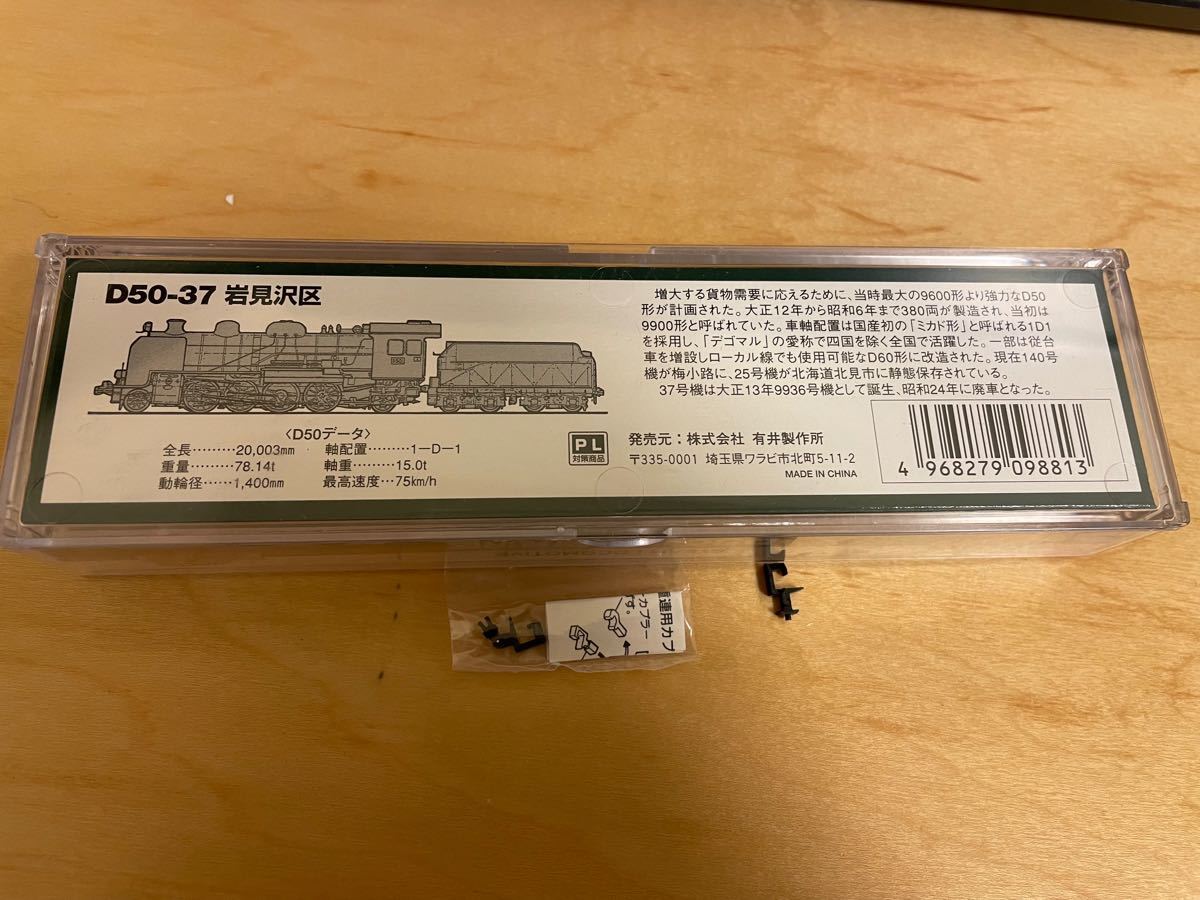 D50-37 岩見沢区
D50
〈D50データ〉
全長………20,003mm 軸配置………1ーDー1
重量………78.14t 軸重………15.0t
動輪径……1,400mm 最高速度…75km/h
増大する貨物需要に応えるために、当時最大の9600形より強力なD50
形が計画された。大正12年から昭和6年まで380両が製造され、当初は
9900形と呼ばれていた。車軸配置は国産初の「ミカド形」と呼ばれる1D1
を採用し、「デゴマル」の愛称で四国を除く全国で活躍した。一部は従台
車を増設しローカル線でも使用可能なD60形に改造された。現在140号
機が梅小路に、25号機が北海道北見市に静態保存されている。
37号機は大正13年9936号機として誕生、昭和24年に廃車となった。
PL
対策商品
発売元：株式会社 有井製作所
〒335-0001 埼玉県ワラビ市北町5-11-2
MADE IN CHINA
4 968279 098813
重連用カプ
ーカプラー
す。